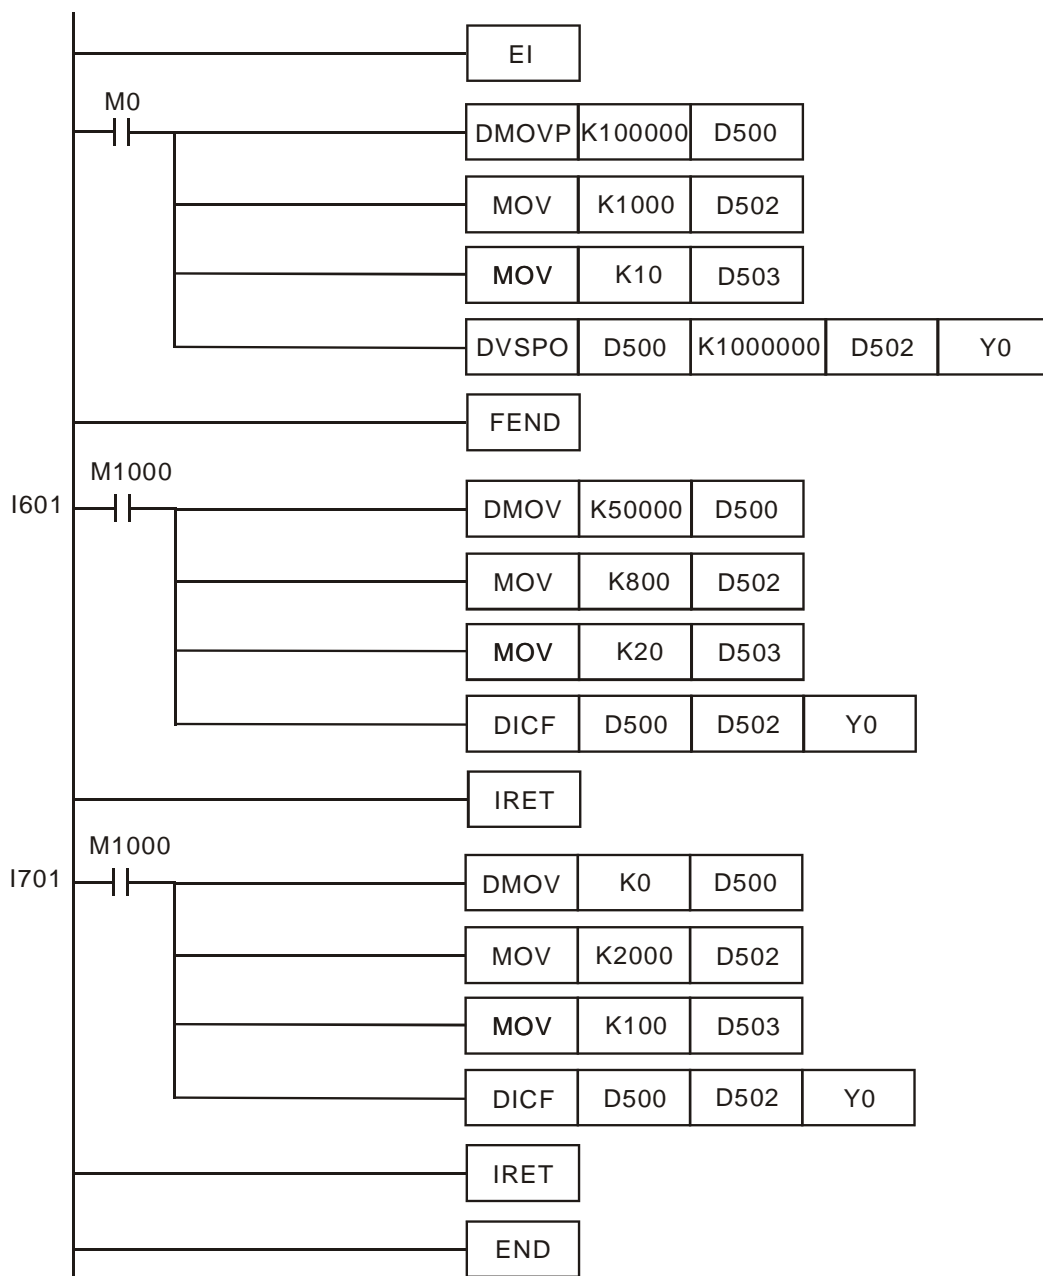 EI
M0
DMOVP K100000 D500
MOV K1000 D502
MOV K10 D503
DVSPO D500 K1000000 D502 Y0
FEND
M1000
I601
DMOV K50000 D500
MOV K800 D502
MOV K20 D503
DICF D500 D502 Y0
IRET
M1000
I701
DMOV K0 D500
MOV K2000 D502
MOV K100 D503
DICF D500 D502 Y0
IRET
END